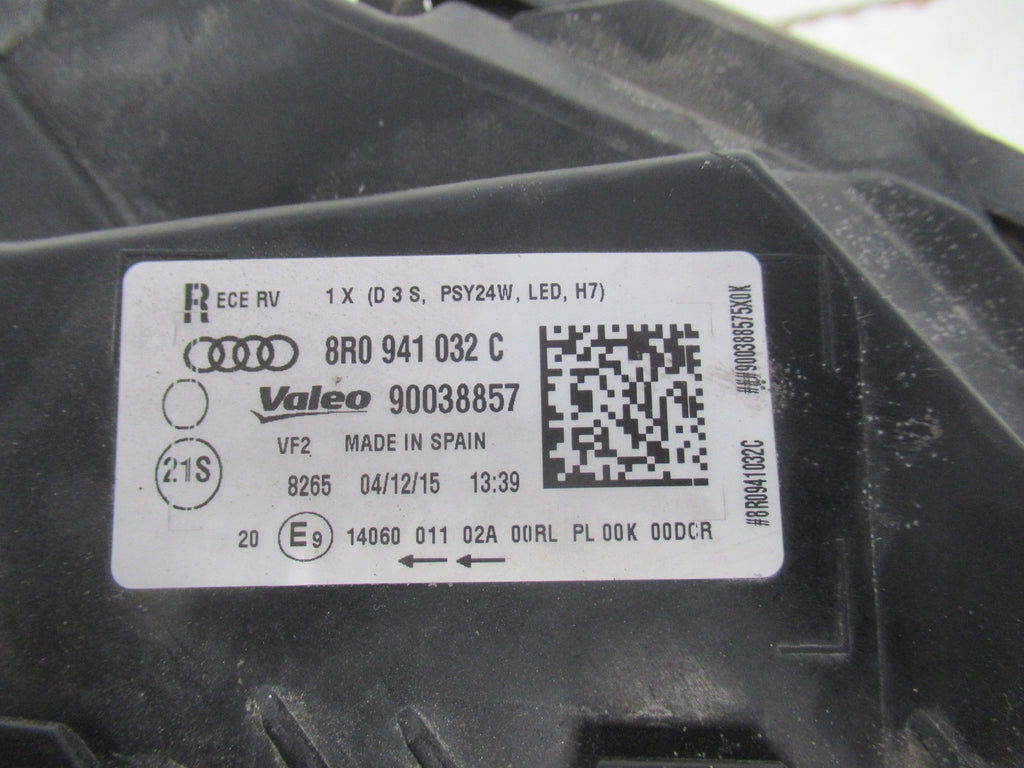 R ECE RV 1 X (D 3 S, PSY24W, LED, H7)
8R0 941 032 C
Valeo 90038857
VF2 MADE IN SPAIN
21S
8265 04/12/15 13:39
20 E9 14060 011 02A 00RL PL 00K 00DCR
#8R0941032C ##900388575X0K